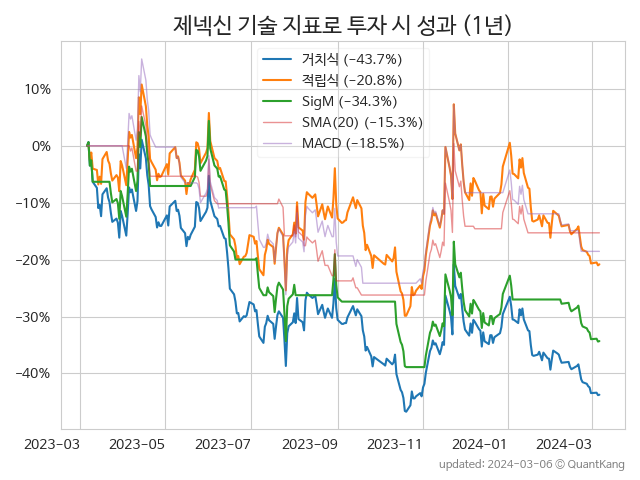 제넥신 기술 지표로 투자 시 성과 (1년)
거치식 (−43.7%)
적립식 (−20.8%)
SigM (−34.3%)
SMA(20) (−15.3%)
MACD (−18.5%)
10%
0%
−10%
−20%
−30%
−40%
2023-03 2023-05 2023-07 2023-09 2023-11 2024-01 2024-03
updated: 2024-03-06 © QuantKang